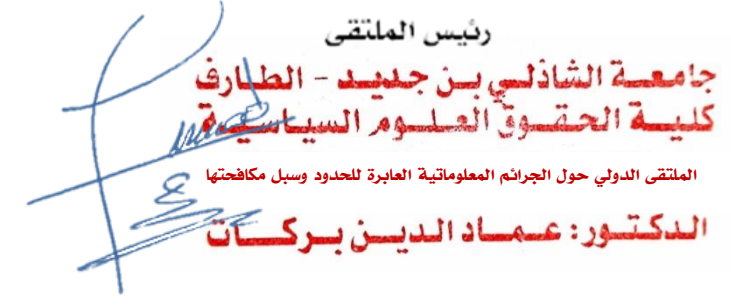 رئيس الملتقى
جامعة الشاذلي بن جديد - الطارف
كلية الحقوق العلوم السياسية
الملتقى الدولي حول الجرائم المعلوماتية العابرة للحدود وسبل مكافحتها
الدكتور: عماد الدين بركات